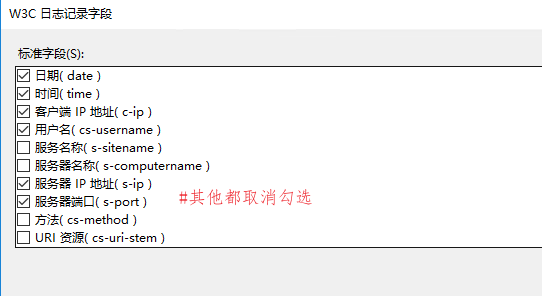 W3C 日志记录字段
标准字段(S):
日期( date )
时间( time )
客户端 IP 地址( c-ip )
用户名( cs-username )
服务名称( s-sitename )
服务器名称( s-computername )
服务器 IP 地址( s-ip )
服务器端口( s-port )
#其他都取消勾选
方法( cs-method )
URI 资源( cs-uri-stem )